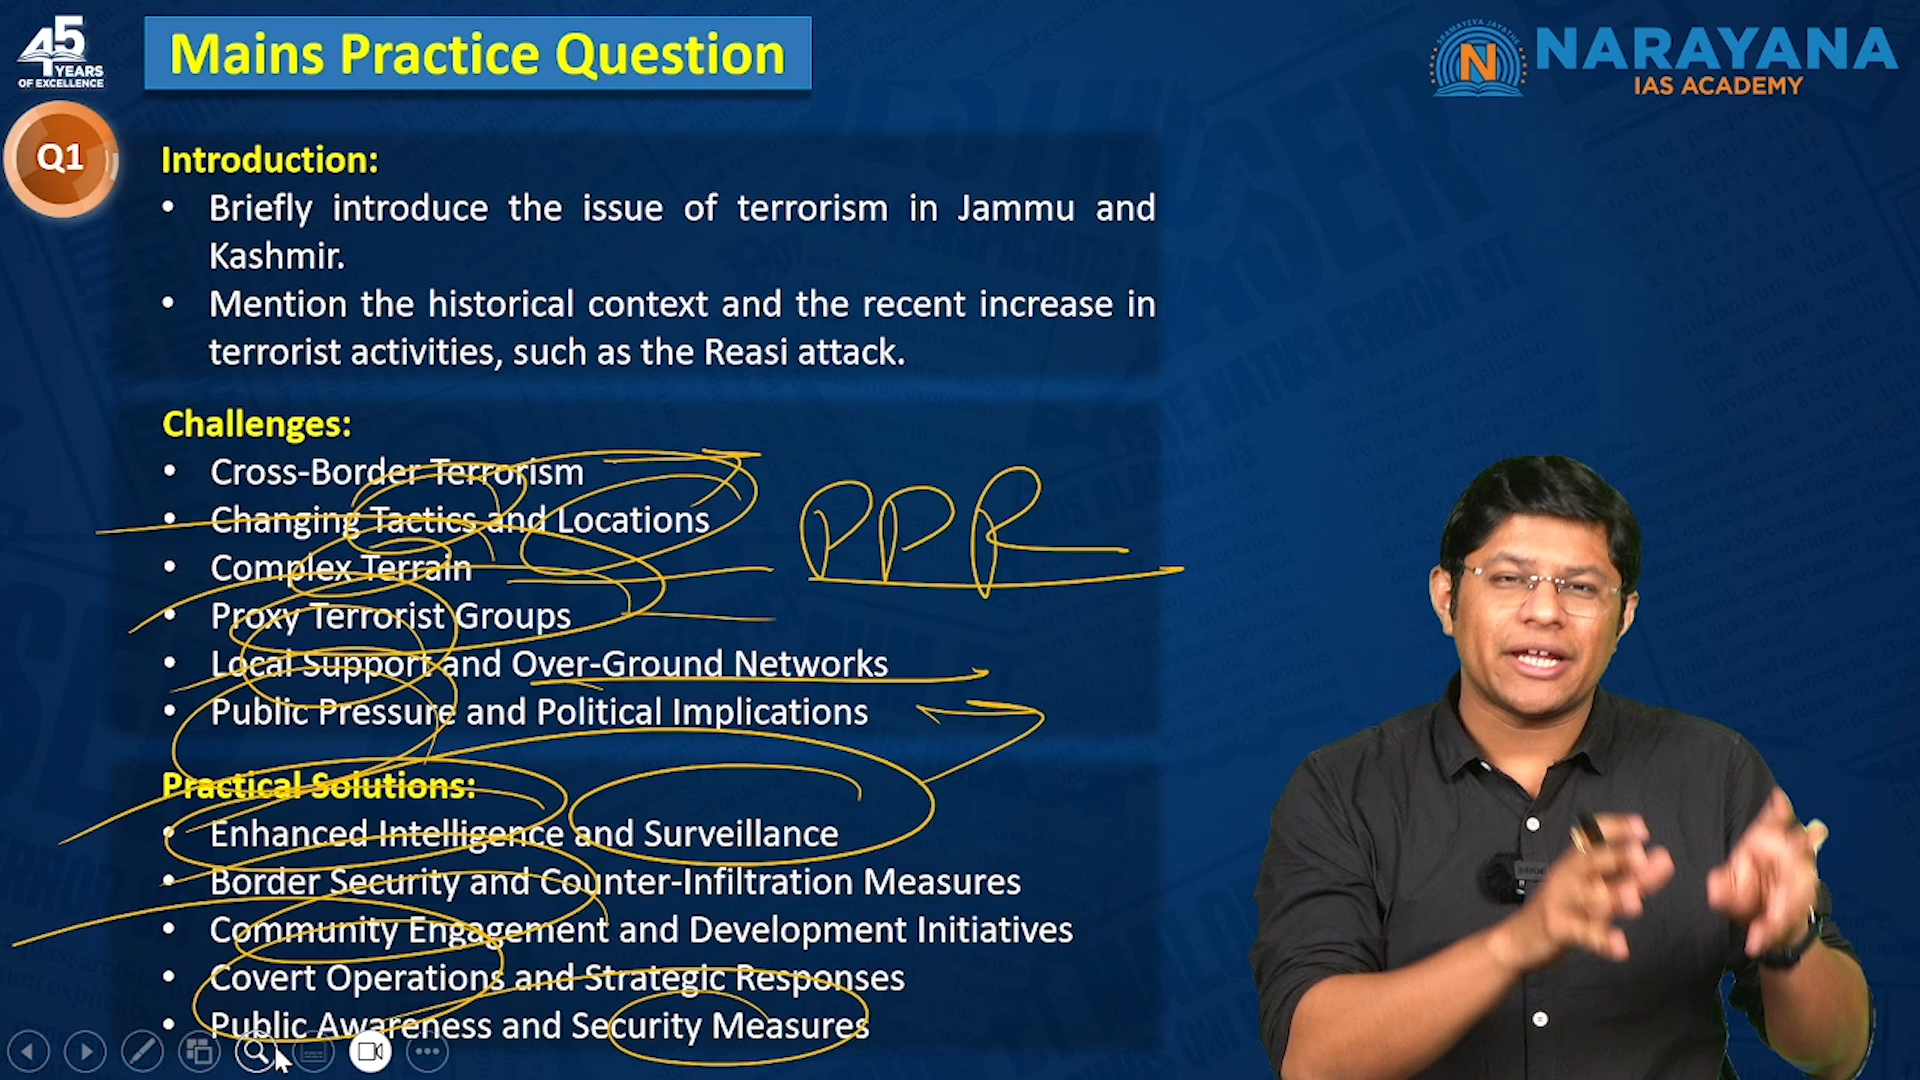 45
YEARS
OF EXCELLENCE
Mains Practice Question
NARAYANA
IAS ACADEMY
N
Q1
Introduction:
• Briefly introduce the issue of terrorism in Jammu and
Kashmir.
• Mention the historical context and the recent increase in
terrorist activities, such as the Reasi attack.
Challenges:
• Cross-Border Terrorism
• Changing Tactics and Locations
• Complex Terrain
• Proxy Terrorist Groups
• Local Support and Over-Ground Networks
• Public Pressure and Political Implications
PPR
Practical Solutions:
• Enhanced Intelligence and Surveillance
• Border Security and Counter-Infiltration Measures
• Community Engagement and Development Initiatives
• Covert Operations and Strategic Responses
• Public Awareness and Security Measures